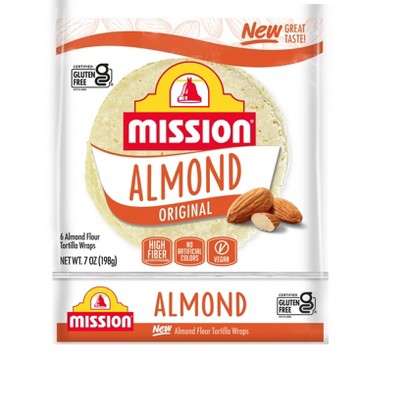 New GREAT
TASTE!
CERTIFIED
GLUTEN
FREE
MISSION
ALMOND
ORIGINAL
6 Almond Flour
Tortilla Wraps
NET WT. 7 OZ (198g)
HIGH
FIBER
NO
ARTIFICIAL
COLORS
VEGAN
MISSION
ALMOND
New Almond Flour Tortilla Wraps
CERTIFIED
GLUTEN
FREE